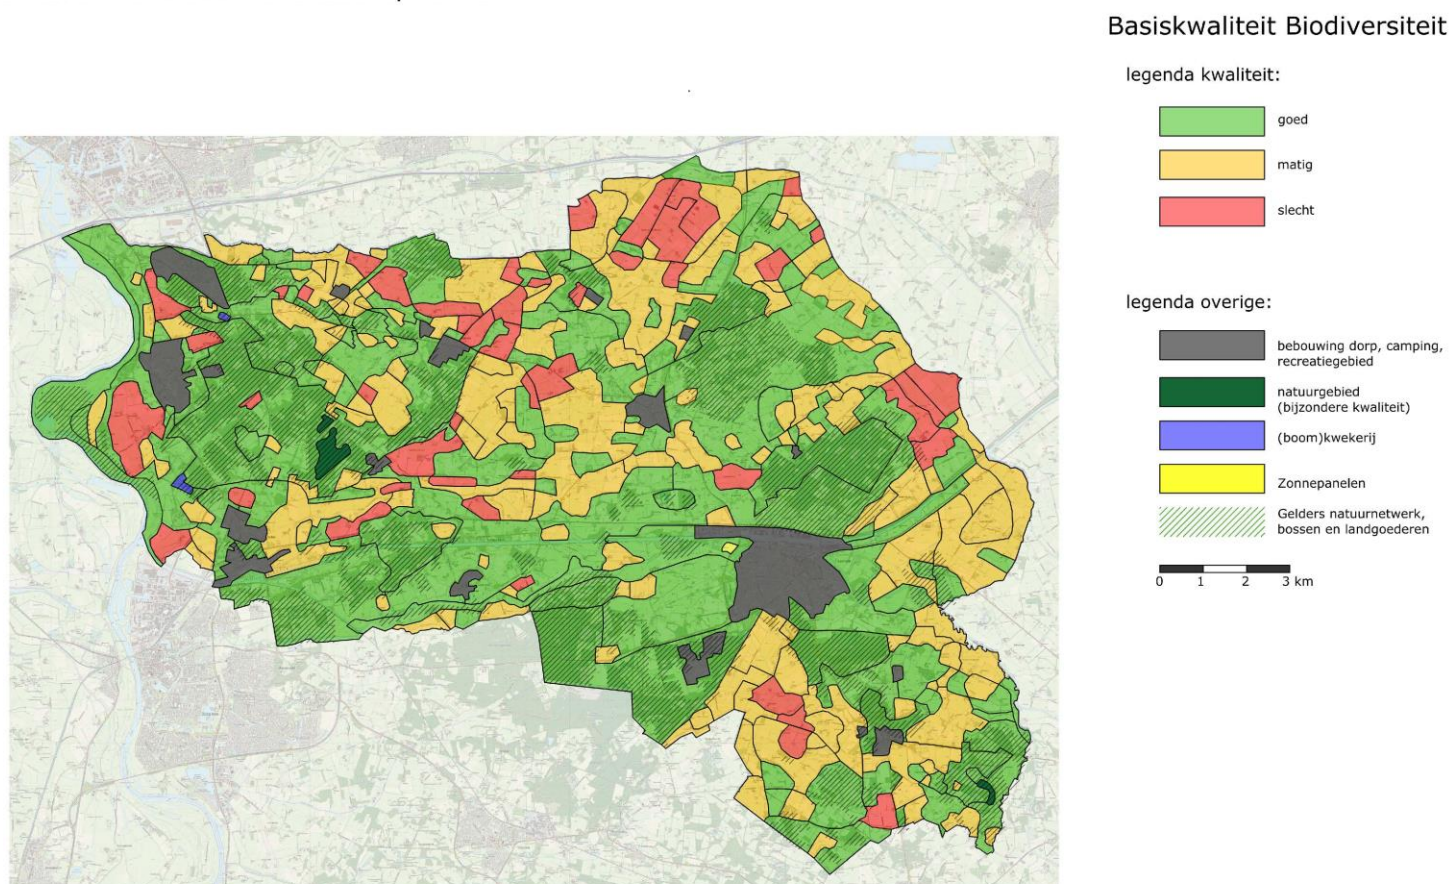 Basiskwaliteit Biodiversiteit
legenda kwaliteit:
goed
matig
slecht
legenda overige:
bebouwing dorp, camping,
recreatiegebied
natuurgebied
(bijzondere kwaliteit)
(boom)kwekerij
Zonnepanelen
Gelders natuurnetwerk,
bossen en landgoederen
0 1 2 3 km